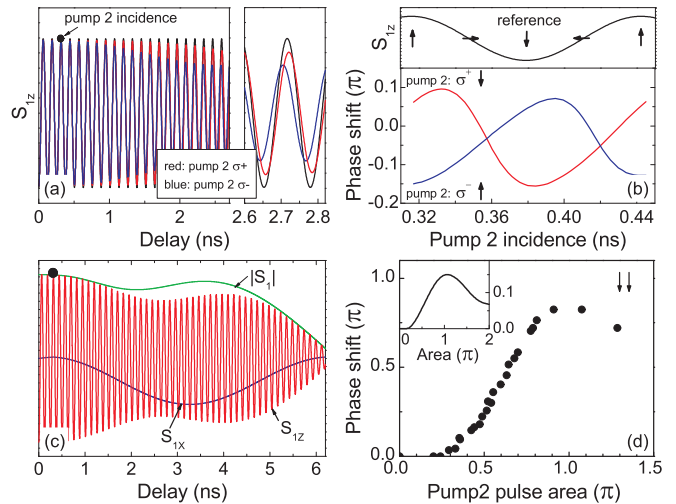 pump 2 incidence
S1z
(a)
red: pump 2 σ+
blue: pump 2 σ-
0 1 2
2.6 2.7 2.8
Delay (ns)
reference
S1z
pump 2: σ+
pump 2: σ−
Phase shift (π)
0.1
0.0
-0.1
-0.2
(b)
0.32 0.36 0.40 0.44
Pump 2 incidence (ns)
|S1|
S1X
S1Z
(c)
0 1 2 3 4 5 6
Delay (ns)
1.0
0.5
0.0
Phase shift (π)
0.15
0.10
0.0
0 1 2
Area (π)
(d)
0.0 0.5 1.0 1.5
Pump2 pulse area (π)